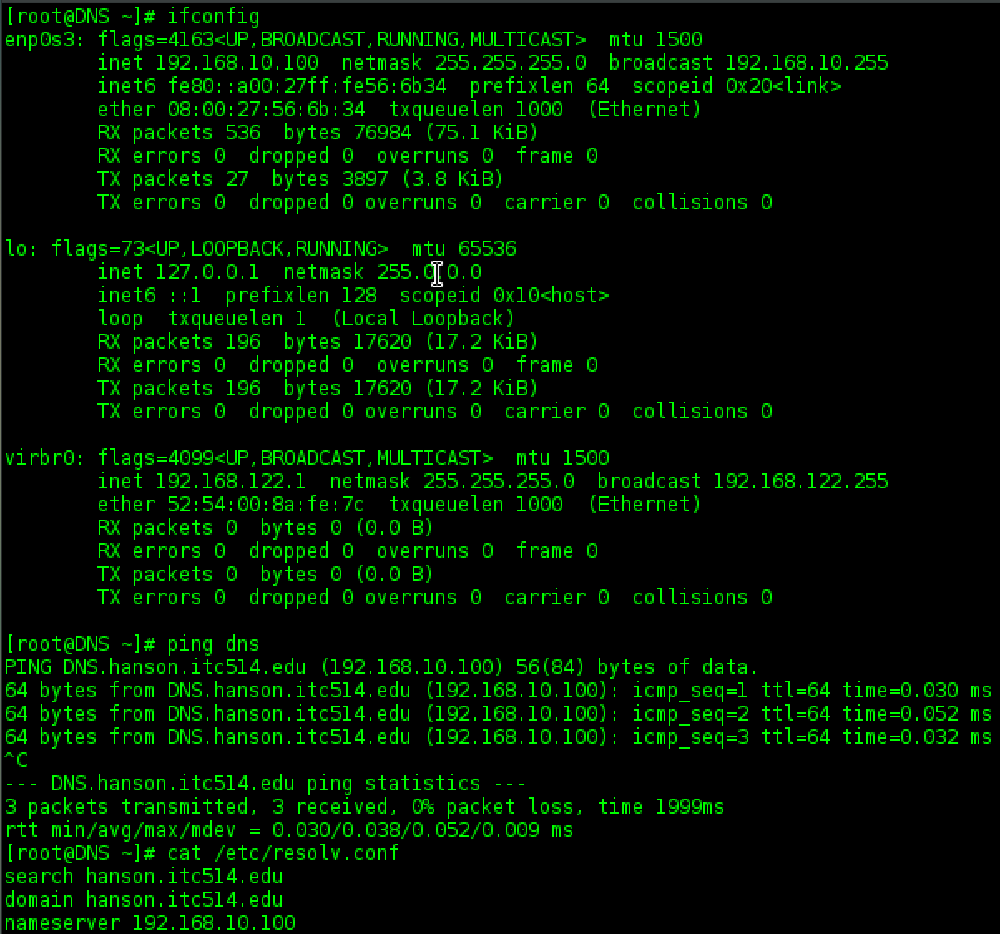 [root@DNS ~]# ifconfig
enp0s3: flags=4163<UP,BROADCAST,RUNNING,MULTICAST>  mtu 1500
        inet 192.168.10.100  netmask 255.255.255.0  broadcast 192.168.10.255
        inet6 fe80::a00:27ff:fe56:6b34  prefixlen 64  scopeid 0x20<link>
        ether 08:00:27:56:6b:34  txqueuelen 1000  (Ethernet)
        RX packets 536  bytes 76984 (75.1 KiB)
        RX errors 0  dropped 0  overruns 0  frame 0
        TX packets 27  bytes 3897 (3.8 KiB)
        TX errors 0  dropped 0 overruns 0  carrier 0  collisions 0

lo: flags=73<UP,LOOPBACK,RUNNING>  mtu 65536
        inet 127.0.0.1  netmask 255.0.0.0
        inet6 ::1  prefixlen 128  scopeid 0x10<host>
        loop  txqueuelen 1  (Local Loopback)
        RX packets 196  bytes 17620 (17.2 KiB)
        RX errors 0  dropped 0  overruns 0  frame 0
        TX packets 196  bytes 17620 (17.2 KiB)
        TX errors 0  dropped 0 overruns 0  carrier 0  collisions 0

virbr0: flags=4099<UP,BROADCAST,MULTICAST>  mtu 1500
        inet 192.168.122.1  netmask 255.255.255.0  broadcast 192.168.122.255
        ether 52:54:00:8a:fe:7c  txqueuelen 1000  (Ethernet)
        RX packets 0  bytes 0 (0.0 B)
        RX errors 0  dropped 0  overruns 0  frame 0
        TX packets 0  bytes 0 (0.0 B)
        TX errors 0  dropped 0 overruns 0  carrier 0  collisions 0

[root@DNS ~]# ping dns
PING DNS.hanson.itc514.edu (192.168.10.100) 56(84) bytes of data.
64 bytes from DNS.hanson.itc514.edu (192.168.10.100): icmp_seq=1 ttl=64 time=0.030 ms
64 bytes from DNS.hanson.itc514.edu (192.168.10.100): icmp_seq=2 ttl=64 time=0.052 ms
64 bytes from DNS.hanson.itc514.edu (192.168.10.100): icmp_seq=3 ttl=64 time=0.032 ms
^C
--- DNS.hanson.itc514.edu ping statistics ---
3 packets transmitted, 3 received, 0% packet loss, time 1999ms
rtt min/avg/max/mdev = 0.030/0.038/0.052/0.009 ms
[root@DNS ~]# cat /etc/resolv.conf
search hanson.itc514.edu
domain hanson.itc514.edu
nameserver 192.168.10.100